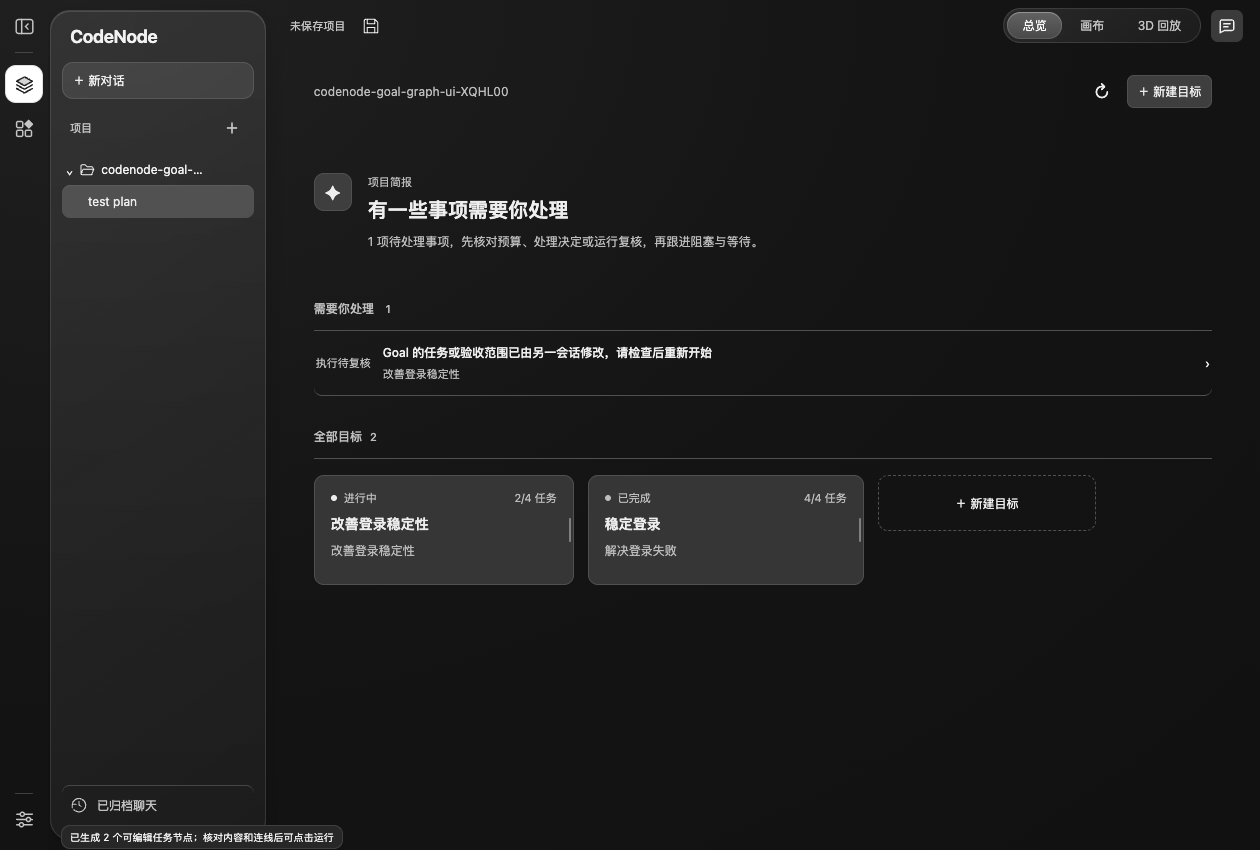 CodeNode
+ 新对话
项目
codenode-goal-...
test plan
已归档聊天
已生成 2 个可编辑任务节点；核对内容和连线后可点击运行
未保存项目
总览
画布
3D 回放
codenode-goal-graph-ui-XQHL00
+ 新建目标
项目简报
有一些事项需要你处理
1 项待处理事项，先核对预算、处理决定或运行复核，再跟进阻塞与等待。
需要你处理 1
执行待复核
Goal 的任务或验收范围已由另一会话修改，请检查后重新开始
改善登录稳定性
全部目标 2
进行中 2/4 任务
改善登录稳定性
改善登录稳定性
已完成 4/4 任务
稳定登录
解决登录失败
+ 新建目标